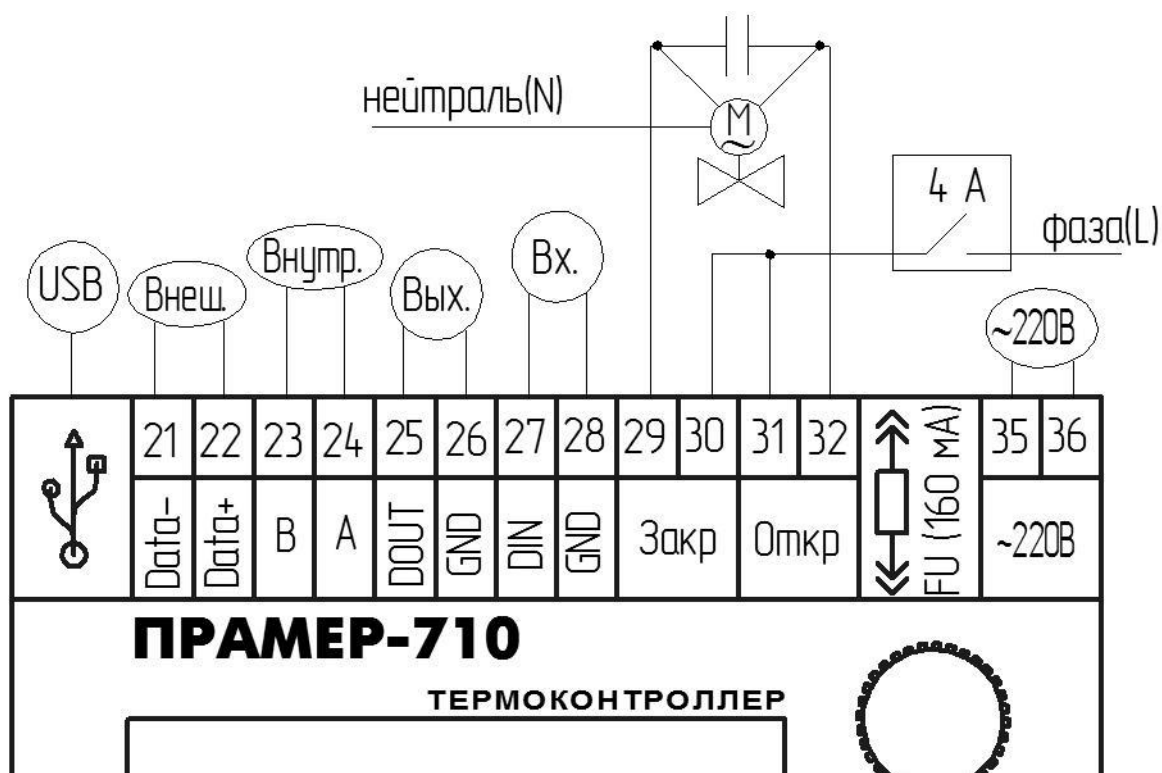 нейтраль(N)
M
~
4 А
фаза(L)
USB
Внеш.
Внутр.
Вых.
Вх.
~220В
21 22 23 24 25 26 27 28 29 30 31 32 35 36
Data-
Data+
B
A
DOUT
GND
DIN
GND
Закр
Откр
FU (160 мА)
~220В
ПРАМЕР-710
ТЕРМОКОНТРОЛЛЕР